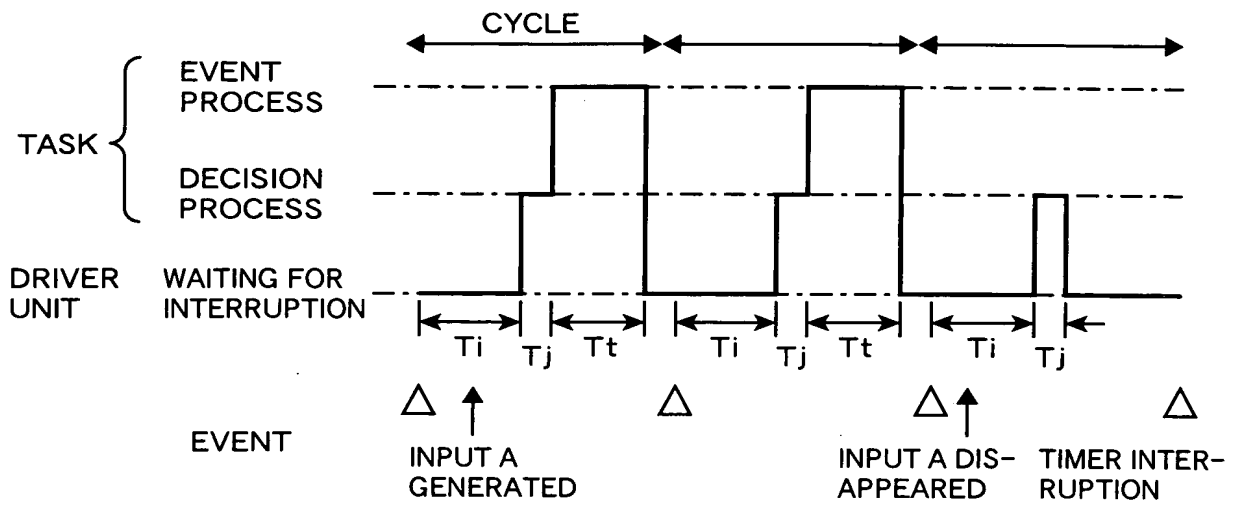 CYCLE
EVENT
PROCESS
TASK
DECISION
PROCESS
DRIVER
UNIT
WAITING FOR
INTERRUPTION
Ti
Tj
Tt
Ti
Tj
Tt
Ti
Tj
EVENT
INPUT A
GENERATED
INPUT A DIS-
APPEARED
TIMER INTER-
RUPTION